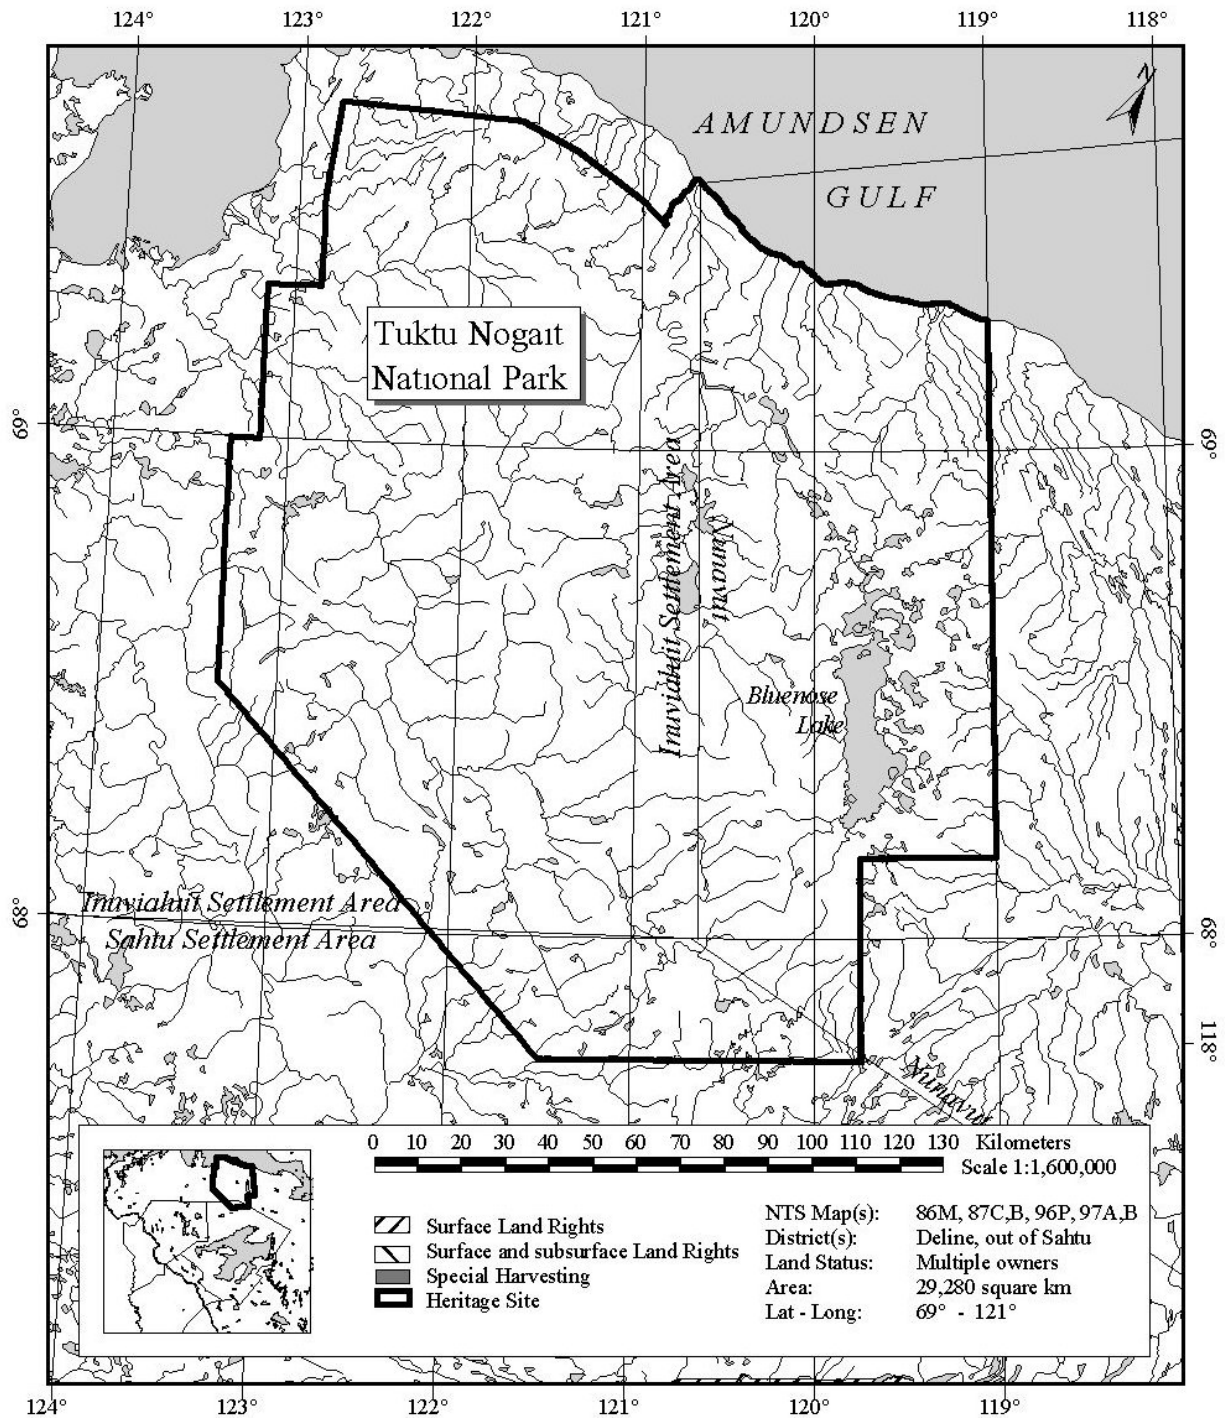 124° 123° 122° 121° 120° 119° 118°
N
AMUNDSEN
GULF
Tuktu Nogait
National Park
69°
69°
Inuvialuit Settlement Area
Nunavut
Bluenose
Lake
68°
Inuvialuit Settlement Area
Sahtu Settlement Area
68°
118°
Nunavut
0 10 20 30 40 50 60 70 80 90 100 110 120 130 Kilometers
Scale 1:1,600,000
Surface Land Rights
Surface and subsurface Land Rights
Special Harvesting
Heritage Site
NTS Map(s): 86M, 87C,B, 96P, 97A,B
District(s): Deline, out of Sahtu
Land Status: Multiple owners
Area: 29,280 square km
Lat - Long: 69° - 121°
124° 123° 122° 121° 120° 119°